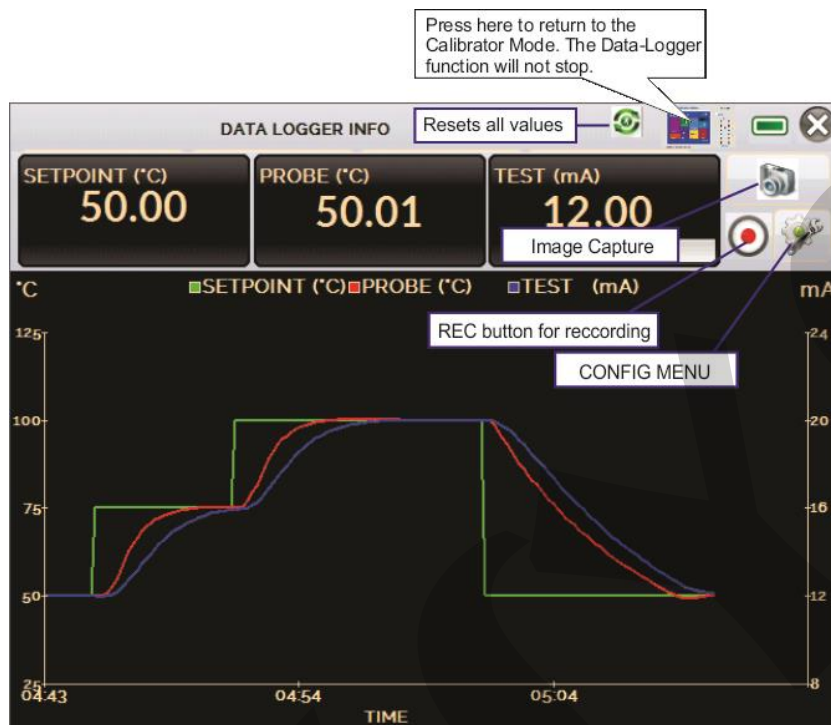 Press here to return to the
Calibrator Mode. The Data-Logger
function will not stop.
DATA LOGGER INFO
Resets all values
SETPOINT (°C)
50.00
PROBE (°C)
50.01
TEST (mA)
12.00
Image Capture
°C
SETPOINT (°C) PROBE (°C) TEST (mA)
mA
REC button for reccording
CONFIG MENU
125
100
75
50
25
24
20
16
12
8
04:43
04:54
05:04
TIME